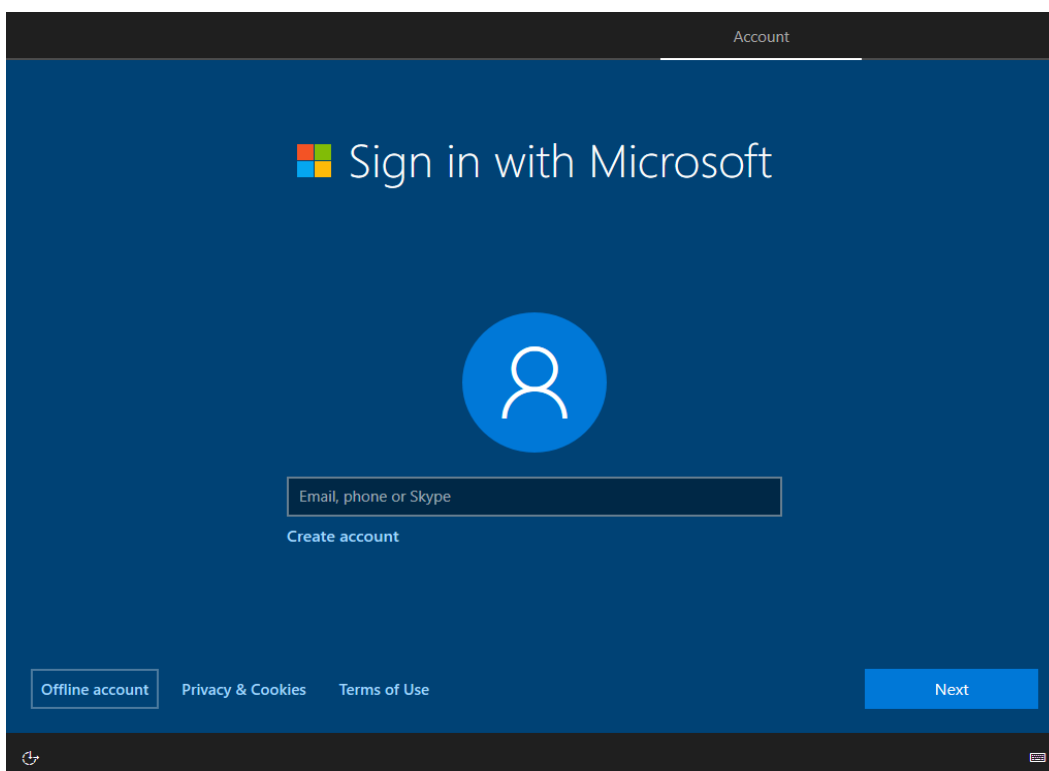 Account
Sign in with Microsoft
Email, phone or Skype
Create account
Offline account Privacy & Cookies Terms of Use Next